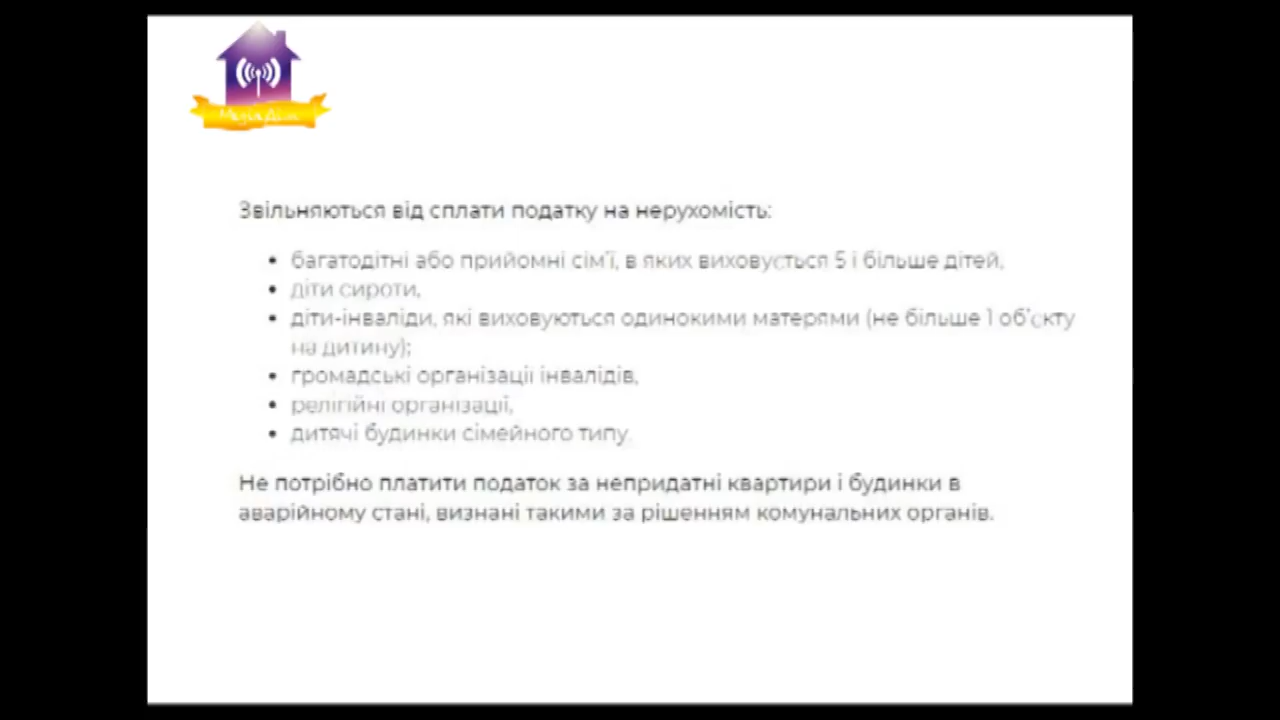 Звільняються від сплати податку на нерухомість:
багатодітні або прийомні сім'ї, в яких виховується 5 і більше дітей,
діти сироти,
діти-інваліди, які виховуються одинокими матерями (не більше 1 об'єкту
на дитину);
громадські організації інвалідів,
релігійні організації,
дитячі будинки сімейного типу.
Не потрібно платити податок за непридатні квартири і будинки в
аварійному стані, визнані такими за рішенням комунальних органів.